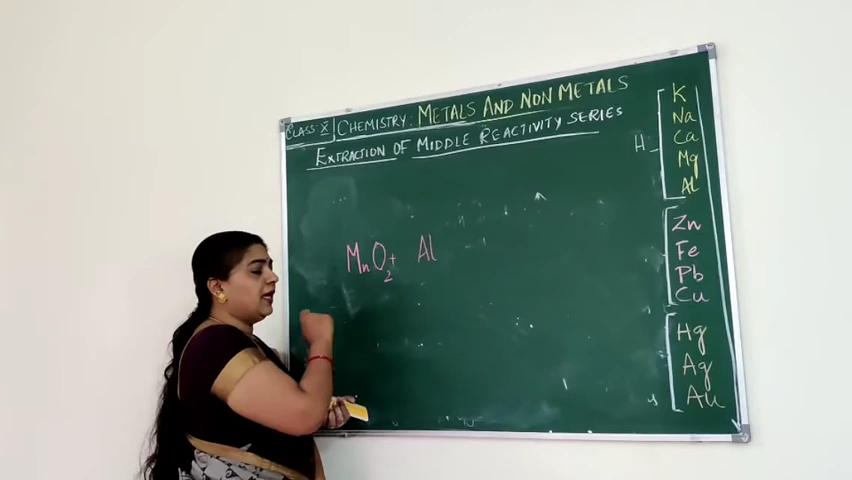 CLASS: X CHEMISTRY: METALS AND NON METALS
EXTRACTION OF MIDDLE REACTIVITY SERIES
MnO2 + Al
H
K
Na
Ca
Mg
Al
Zn
Fe
Pb
Cu
Hg
Ag
Au